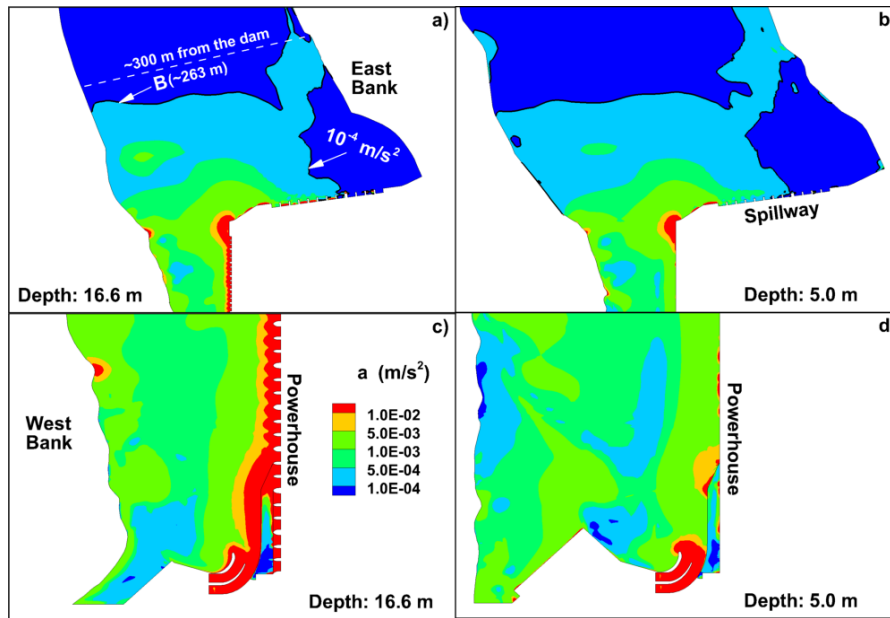 a)
~300 m from the dam
B(~263 m)
East
Bank
10⁻⁴ m/s²
Depth: 16.6 m
b)
Spillway
Depth: 5.0 m
c)
West
Bank
Powerhouse
a (m/s²)
1.0E-02
5.0E-03
1.0E-03
5.0E-04
1.0E-04
Depth: 16.6 m
d)
Powerhouse
Depth: 5.0 m